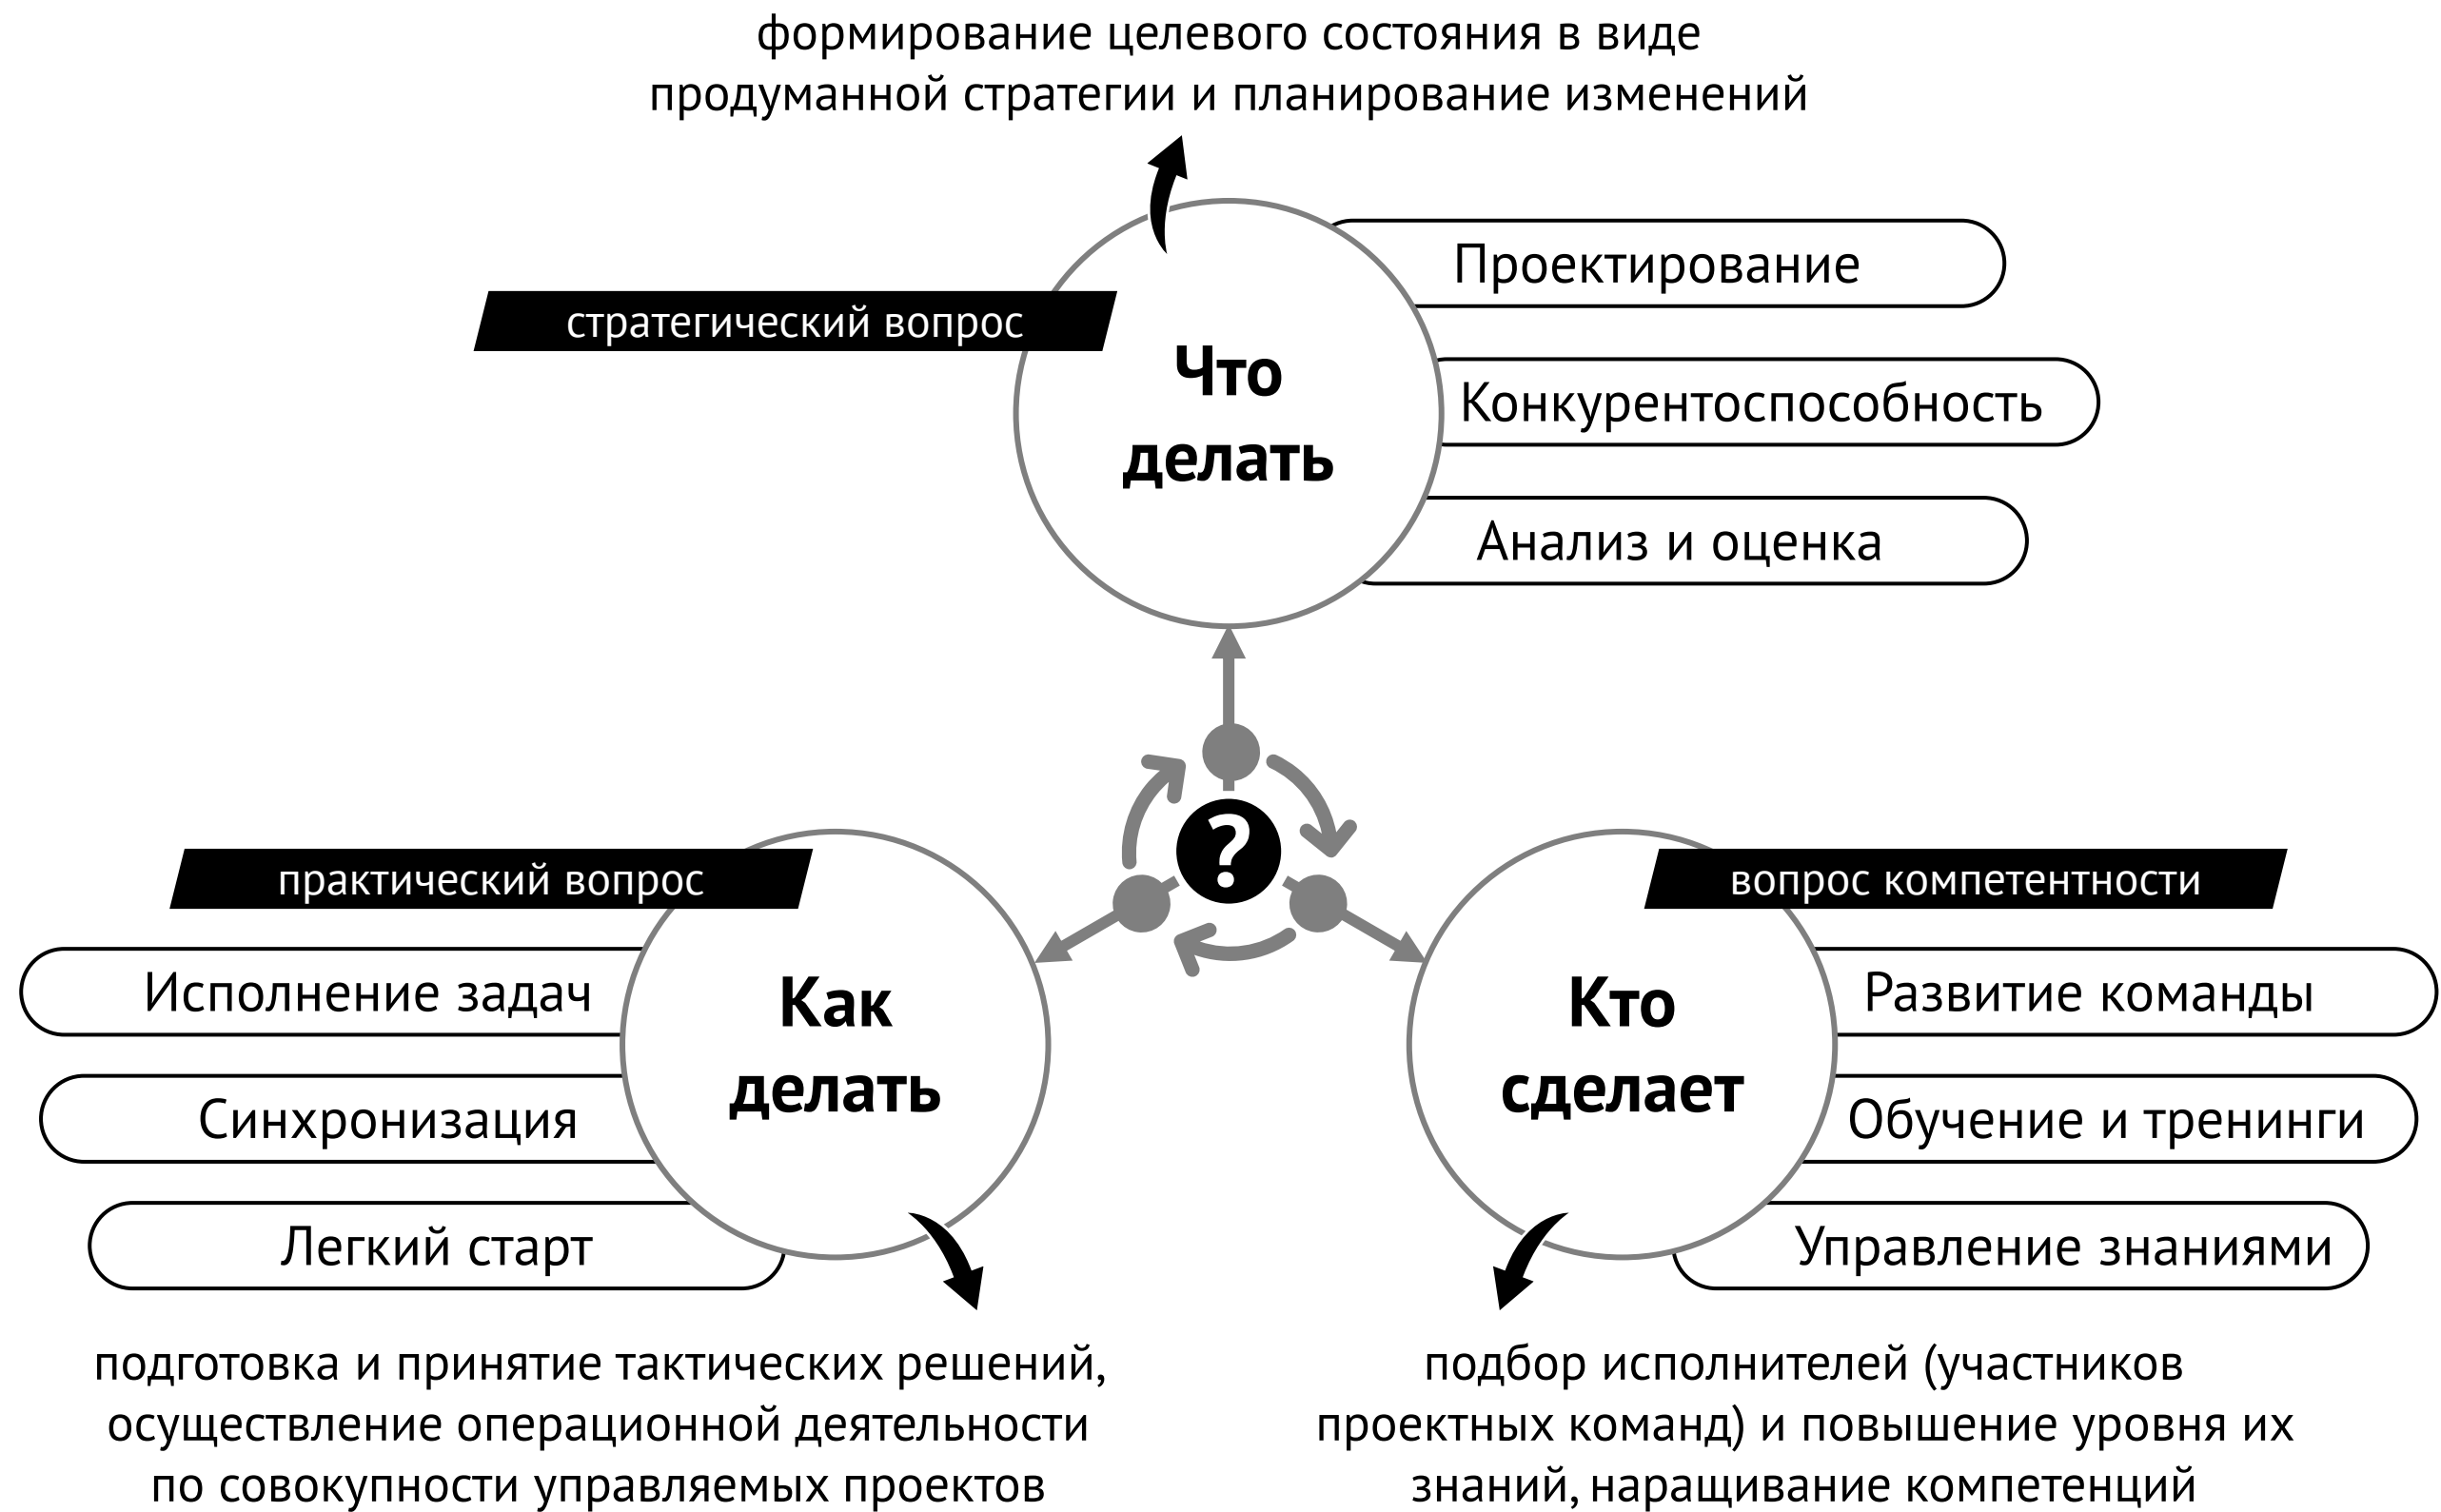 формирование целевого состояния в виде
продуманной стратегии и планирование изменений
стратегический вопрос
Что
делать
Проектирование
Конкурентоспособность
Анализ и оценка
?
практический вопрос
Исполнение задач
Синхронизация
Легкий старт
Как
делать
вопрос компетентности
Кто
сделает
Развитие команды
Обучение и тренинги
Управление знаниями
подготовка и принятие тактических решений,
осуществление операционной деятельности
по совокупности управляемых проектов
подбор исполнителей (участников
проектных команд) и повышение уровня их
знаний, наращивание компетенций